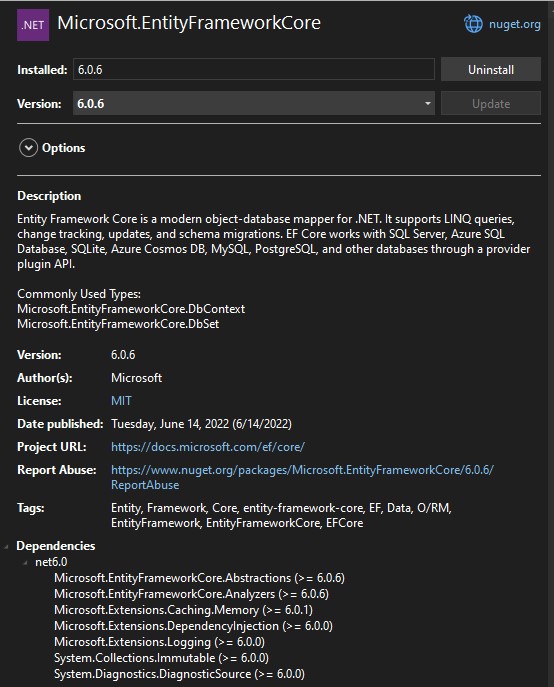 .NET Microsoft.EntityFrameworkCore nuget.org
Installed: 6.0.6 Uninstall
Version: 6.0.6 Update
Options
Description
Entity Framework Core is a modern object-database mapper for .NET. It supports LINQ queries,
change tracking, updates, and schema migrations. EF Core works with SQL Server, Azure SQL
Database, SQLite, Azure Cosmos DB, MySQL, PostgreSQL, and other databases through a provider
plugin API.
Commonly Used Types:
Microsoft.EntityFrameworkCore.DbContext
Microsoft.EntityFrameworkCore.DbSet
Version: 6.0.6
Author(s): Microsoft
License: MIT
Date published: Tuesday, June 14, 2022 (6/14/2022)
Project URL: https://docs.microsoft.com/ef/core/
Report Abuse: https://www.nuget.org/packages/Microsoft.EntityFrameworkCore/6.0.6/
ReportAbuse
Tags: Entity, Framework, Core, entity-framework-core, EF, Data, O/RM,
EntityFramework, EntityFrameworkCore, EFCore
Dependencies
net6.0
Microsoft.EntityFrameworkCore.Abstractions (>= 6.0.6)
Microsoft.EntityFrameworkCore.Analyzers (>= 6.0.6)
Microsoft.Extensions.Caching.Memory (>= 6.0.1)
Microsoft.Extensions.DependencyInjection (>= 6.0.0)
Microsoft.Extensions.Logging (>= 6.0.0)
System.Collections.Immutable (>= 6.0.0)
System.Diagnostics.DiagnosticSource (>= 6.0.0)